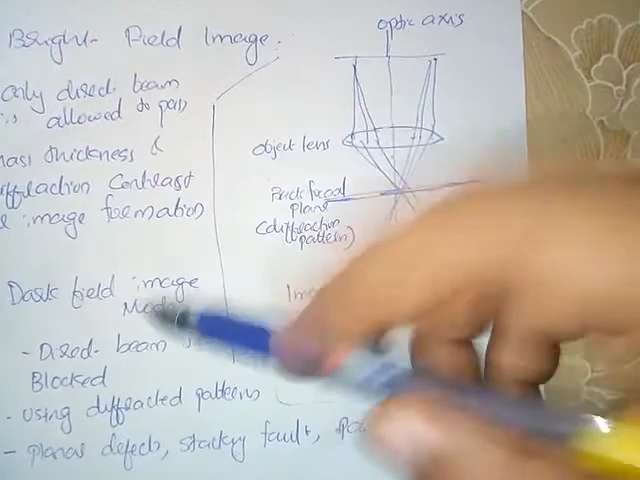 Bright- Field Image:
only direct beam
is allowed to pass
mass thickness &
diffraction Contrast
image formation
Dark field image
Mode
- Direct beam is
Blocked
- using diffracted patterns
- planar defects, stacking fault,
optic axis
object lens
Back focal
plane
(diffraction
pattern)